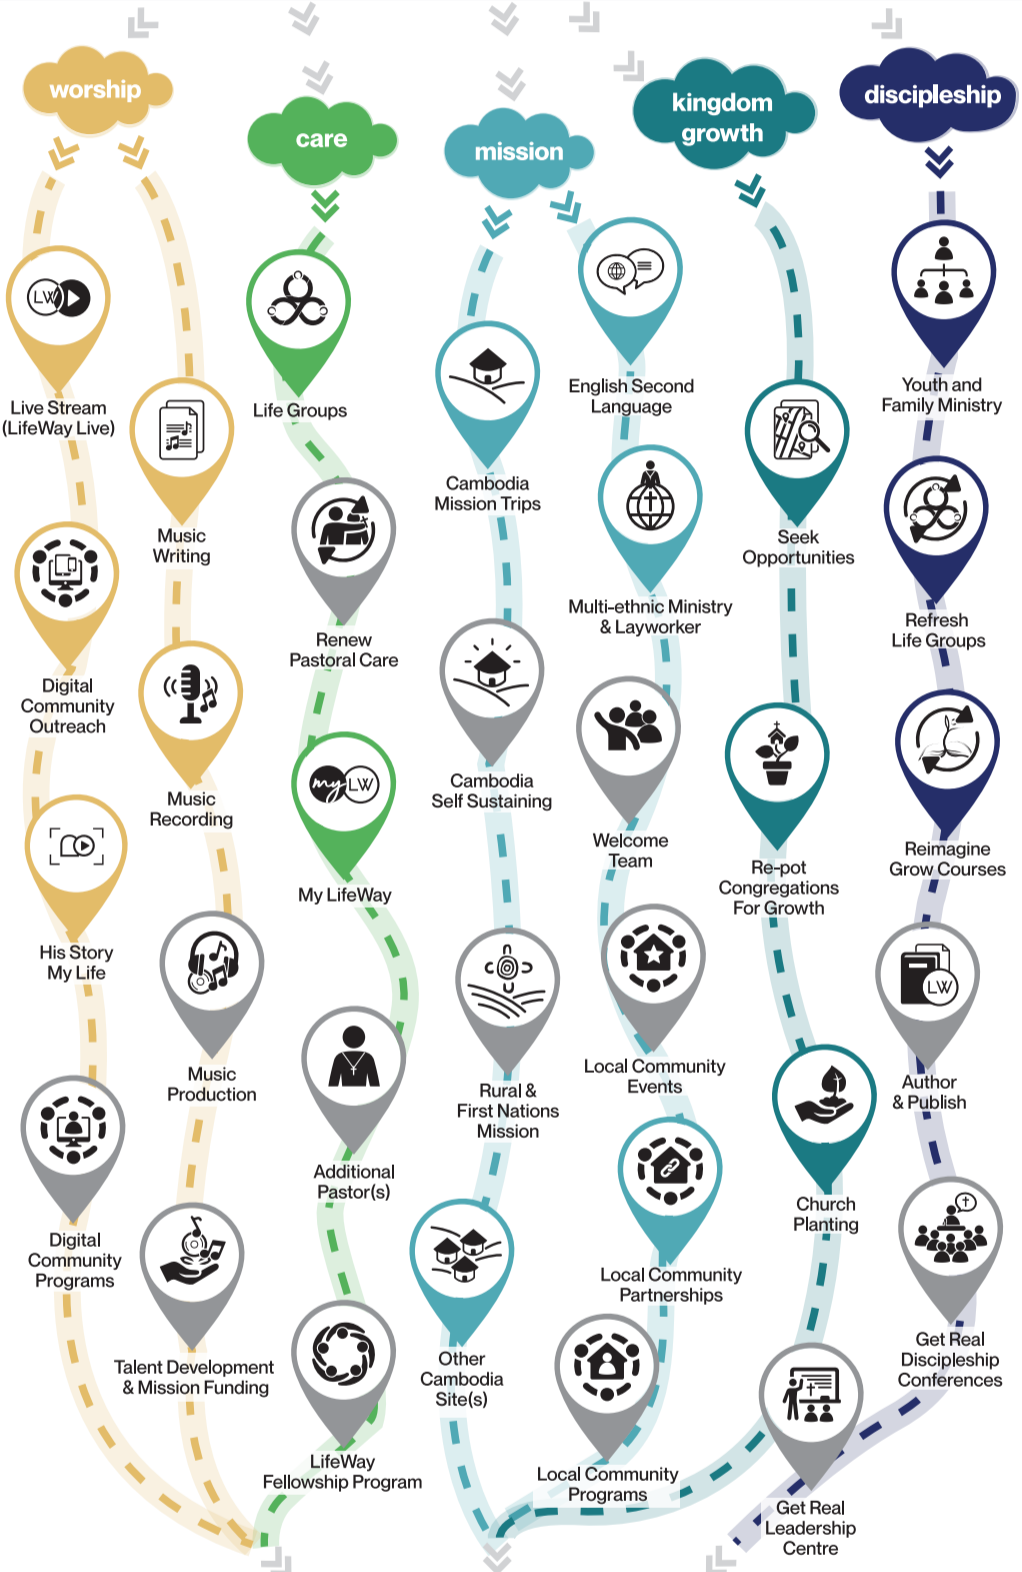 worship
care
mission
kingdom
growth
discipleship
LW
Live Stream
(LifeWay Live)
Music
Writing
Digital
Community
Outreach
Music
Recording
His Story
My Life
Music
Production
Digital
Community
Programs
Talent Development
& Mission Funding
Life Groups
Renew
Pastoral Care
my LW
My LifeWay
Additional
Pastor(s)
LifeWay
Fellowship Program
Cambodia
Mission Trips
Cambodia
Self Sustaining
Rural &
First Nations
Mission
Other
Cambodia
Site(s)
English Second
Language
Multi-ethnic Ministry
& Layworker
Welcome
Team
Local Community
Events
Local Community
Partnerships
Local Community
Programs
Seek
Opportunities
Re-pot
Congregations
For Growth
Church
Planting
Youth and
Family Ministry
Refresh
Life Groups
Reimagine
Grow Courses
LW
Author
& Publish
Get Real
Discipleship
Conferences
Get Real
Leadership
Centre